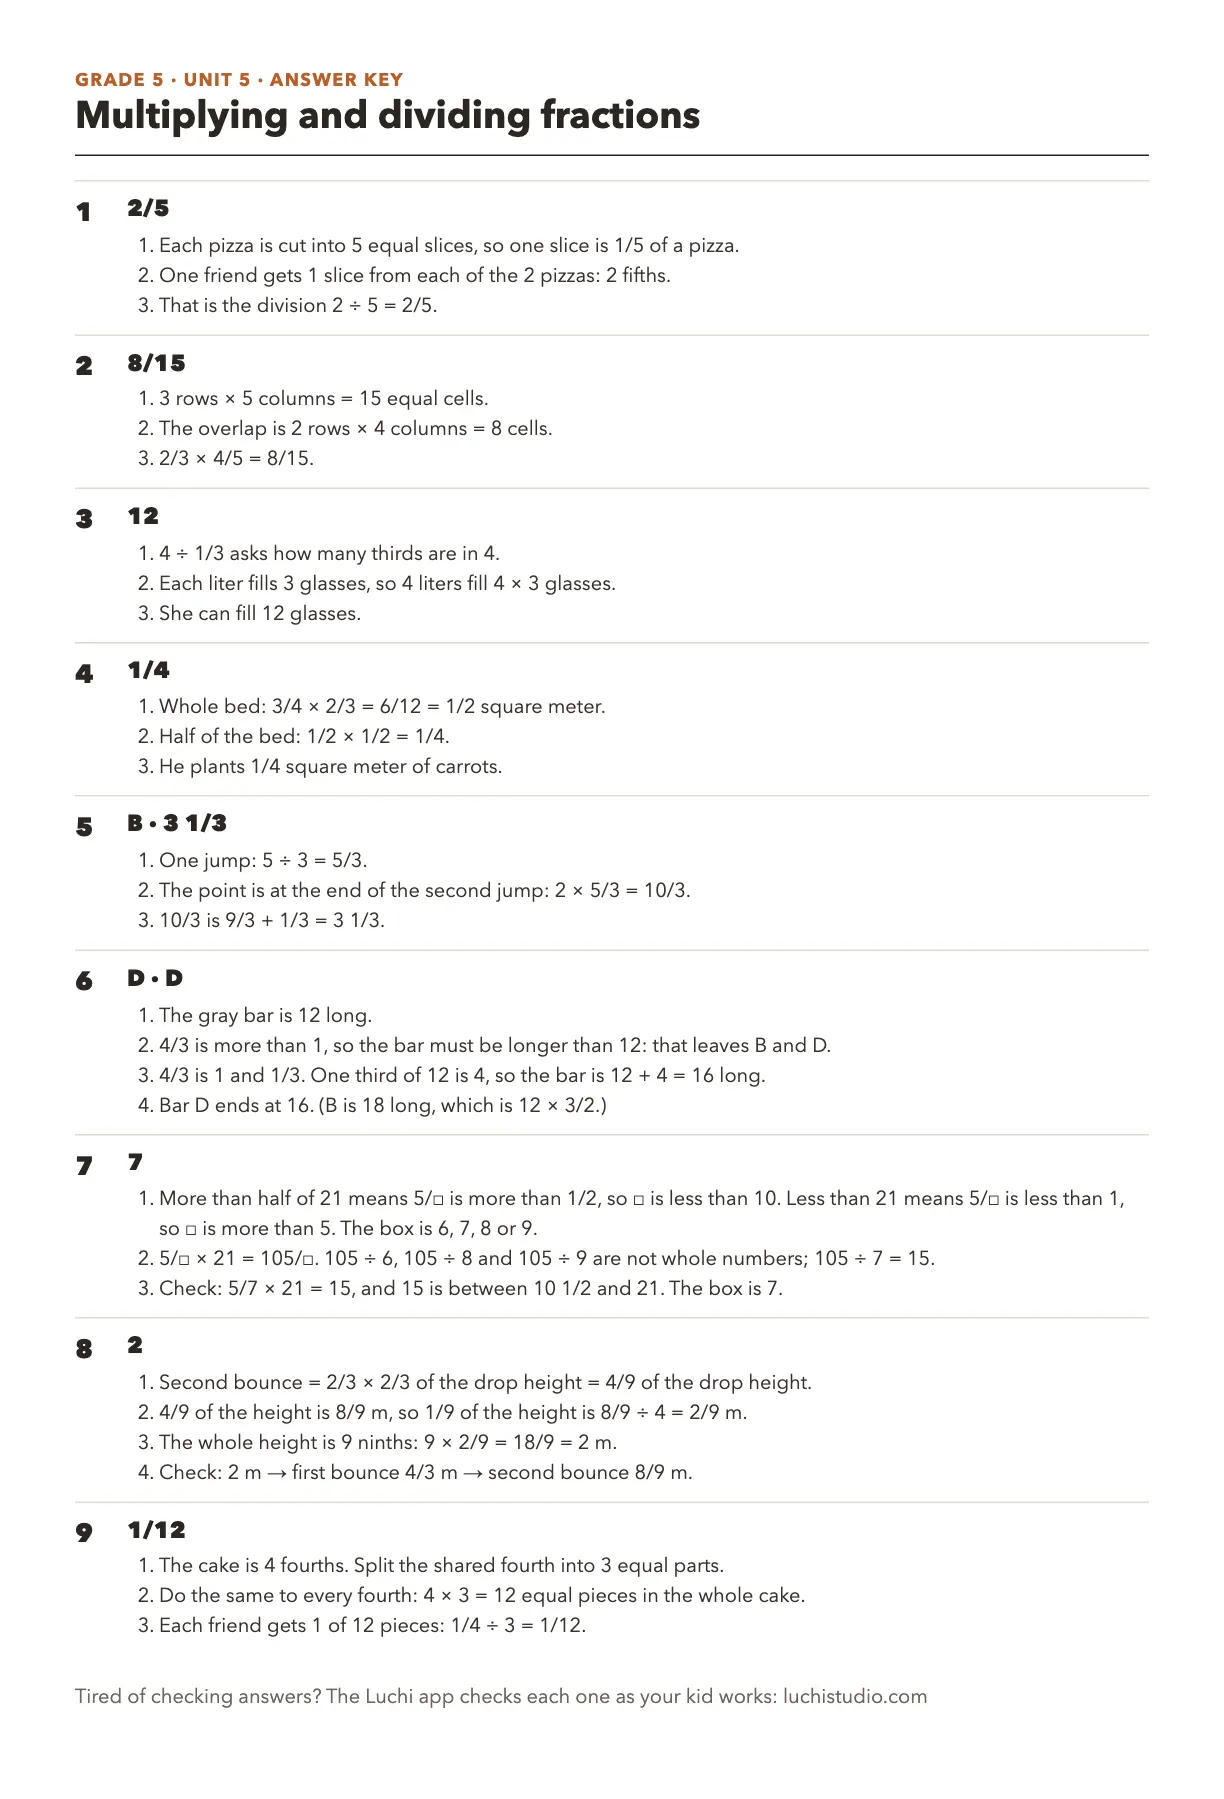 GRADE 5 · UNIT 5 · ANSWER KEY
Multiplying and dividing fractions
1 2/5
1. Each pizza is cut into 5 equal slices, so one slice is 1/5 of a pizza.
2. One friend gets 1 slice from each of the 2 pizzas: 2 fifths.
3. That is the division 2 ÷ 5 = 2/5.
2 8/15
1. 3 rows × 5 columns = 15 equal cells.
2. The overlap is 2 rows × 4 columns = 8 cells.
3. 2/3 × 4/5 = 8/15.
3 12
1. 4 ÷ 1/3 asks how many thirds are in 4.
2. Each liter fills 3 glasses, so 4 liters fill 4 × 3 glasses.
3. She can fill 12 glasses.
4 1/4
1. Whole bed: 3/4 × 2/3 = 6/12 = 1/2 square meter.
2. Half of the bed: 1/2 × 1/2 = 1/4.
3. He plants 1/4 square meter of carrots.
5 B · 3 1/3
1. One jump: 5 ÷ 3 = 5/3.
2. The point is at the end of the second jump: 2 × 5/3 = 10/3.
3. 10/3 is 9/3 + 1/3 = 3 1/3.
6 D · D
1. The gray bar is 12 long.
2. 4/3 is more than 1, so the bar must be longer than 12: that leaves B and D.
3. 4/3 is 1 and 1/3. One third of 12 is 4, so the bar is 12 + 4 = 16 long.
4. Bar D ends at 16. (B is 18 long, which is 12 × 3/2.)
7 7
1. More than half of 21 means 5/□ is more than 1/2, so □ is less than 10. Less than 21 means 5/□ is less than 1,
so □ is more than 5. The box is 6, 7, 8 or 9.
2. 5/□ × 21 = 105/□. 105 ÷ 6, 105 ÷ 8 and 105 ÷ 9 are not whole numbers; 105 ÷ 7 = 15.
3. Check: 5/7 × 21 = 15, and 15 is between 10 1/2 and 21. The box is 7.
8 2
1. Second bounce = 2/3 × 2/3 of the drop height = 4/9 of the drop height.
2. 4/9 of the height is 8/9 m, so 1/9 of the height is 8/9 ÷ 4 = 2/9 m.
3. The whole height is 9 ninths: 9 × 2/9 = 18/9 = 2 m.
4. Check: 2 m → first bounce 4/3 m → second bounce 8/9 m.
9 1/12
1. The cake is 4 fourths. Split the shared fourth into 3 equal parts.
2. Do the same to every fourth: 4 × 3 = 12 equal pieces in the whole cake.
3. Each friend gets 1 of 12 pieces: 1/4 ÷ 3 = 1/12.
Tired of checking answers? The Luchi app checks each one as your kid works: luchistudio.com